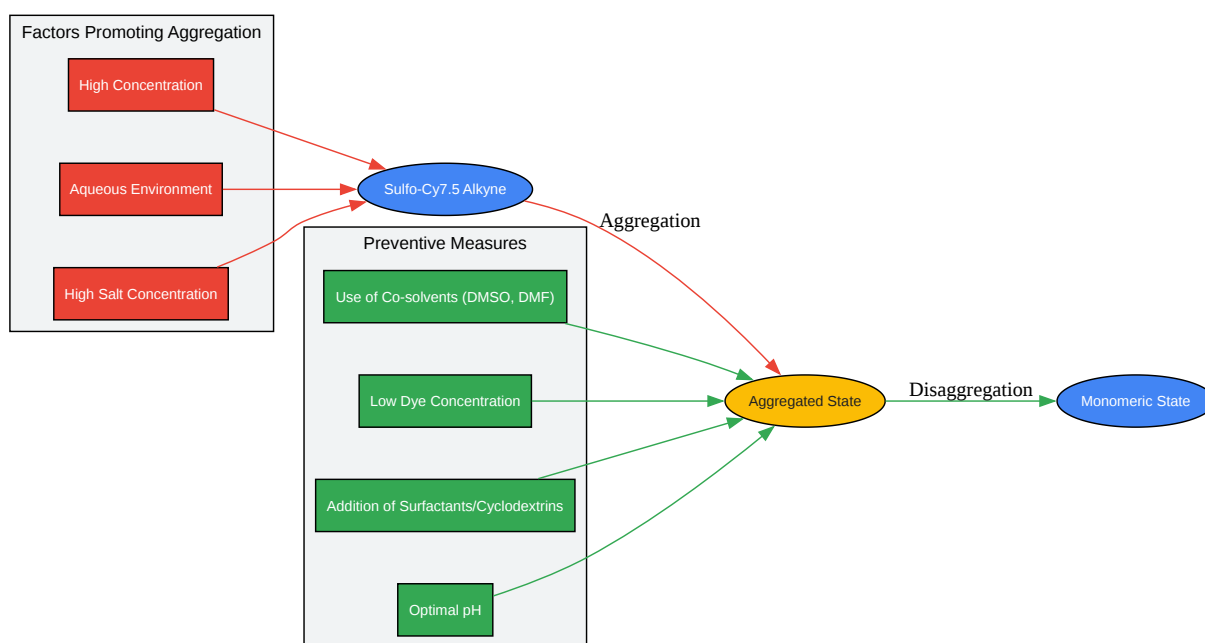 Factors Promoting Aggregation
High Concentration
Aqueous Environment
High Salt Concentration
Sulfo-Cy7.5 Alkyne
Aggregation
Preventive Measures
Use of Co-solvents (DMSO, DMF)
Low Dye Concentration
Addition of Surfactants/Cyclodextrins
Optimal pH
Aggregated State
Disaggregation
Monomeric State